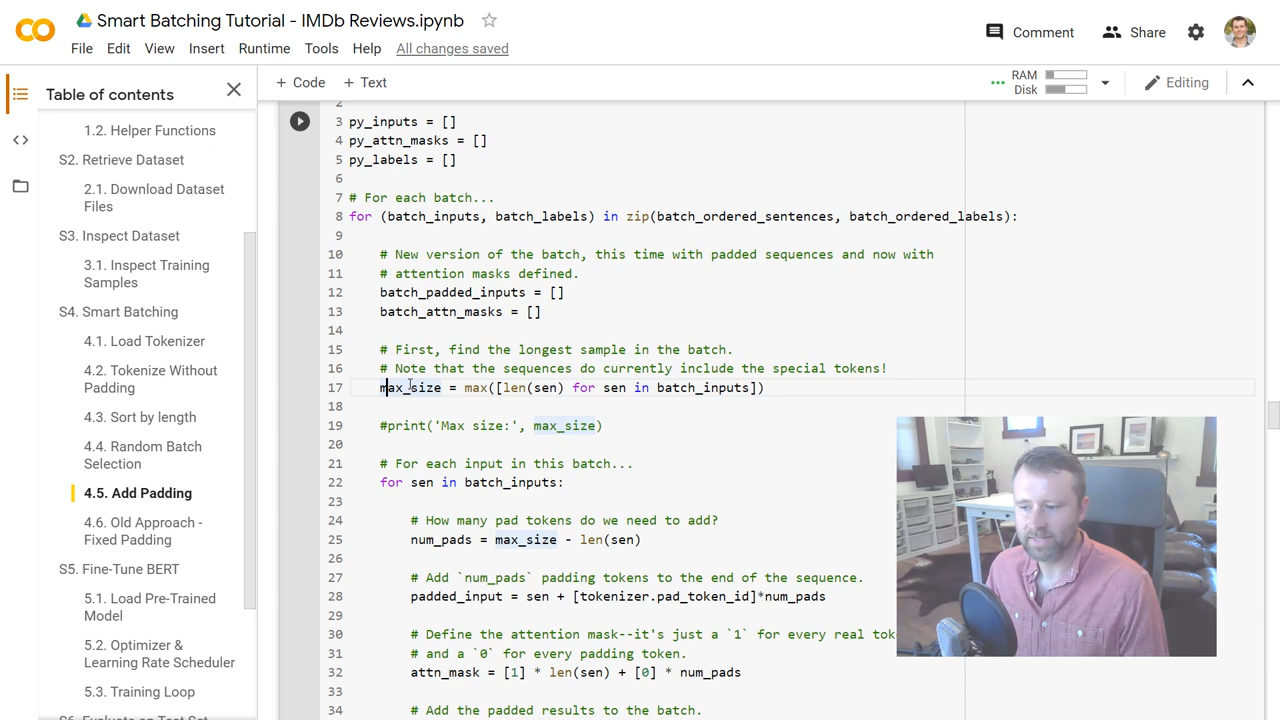 Smart Batching Tutorial - IMDb Reviews.ipynb
File Edit View Insert Runtime Tools Help All changes saved
Comment Share
Table of contents
+ Code + Text
RAM
Disk
Editing
1.2. Helper Functions
S2. Retrieve Dataset
2.1. Download Dataset
Files
S3. Inspect Dataset
3.1. Inspect Training
Samples
S4. Smart Batching
4.1. Load Tokenizer
4.2. Tokenize Without
Padding
4.3. Sort by length
4.4. Random Batch
Selection
4.5. Add Padding
4.6. Old Approach -
Fixed Padding
S5. Fine-Tune BERT
5.1. Load Pre-Trained
Model
5.2. Optimizer &
Learning Rate Scheduler
5.3. Training Loop
S6. Evaluate on Test Set
2
3 py_inputs = []
4 py_attn_masks = []
5 py_labels = []
6
7 # For each batch...
8 for (batch_inputs, batch_labels) in zip(batch_ordered_sentences, batch_ordered_labels):
9
10 # New version of the batch, this time with padded sequences and now with
11 # attention masks defined.
12 batch_padded_inputs = []
13 batch_attn_masks = []
14
15 # First, find the longest sample in the batch.
16 # Note that the sequences do currently include the special tokens!
17 max_size = max([len(sen) for sen in batch_inputs])
18
19 #print('Max size:', max_size)
20
21 # For each input in this batch...
22 for sen in batch_inputs:
23
24 # How many pad tokens do we need to add?
25 num_pads = max_size - len(sen)
26
27 # Add `num_pads` padding tokens to the end of the sequence.
28 padded_input = sen + [tokenizer.pad_token_id]*num_pads
29
30 # Define the attention mask--it's just a `1` for every real tok
31 # and a `0` for every padding token.
32 attn_mask = [1] * len(sen) + [0] * num_pads
33
34 # Add the padded results to the batch.